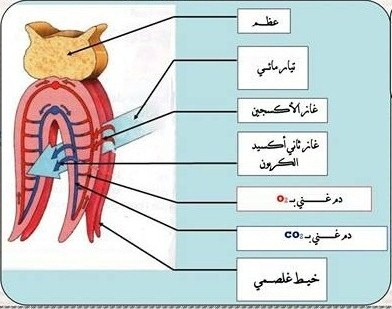 عظم
تيار مائي
غاز الأكسجين
غاز ثاني أكسيد
الكربون
دم غني بـ O₂
دم غني بـ CO₂
خيط غلصمي